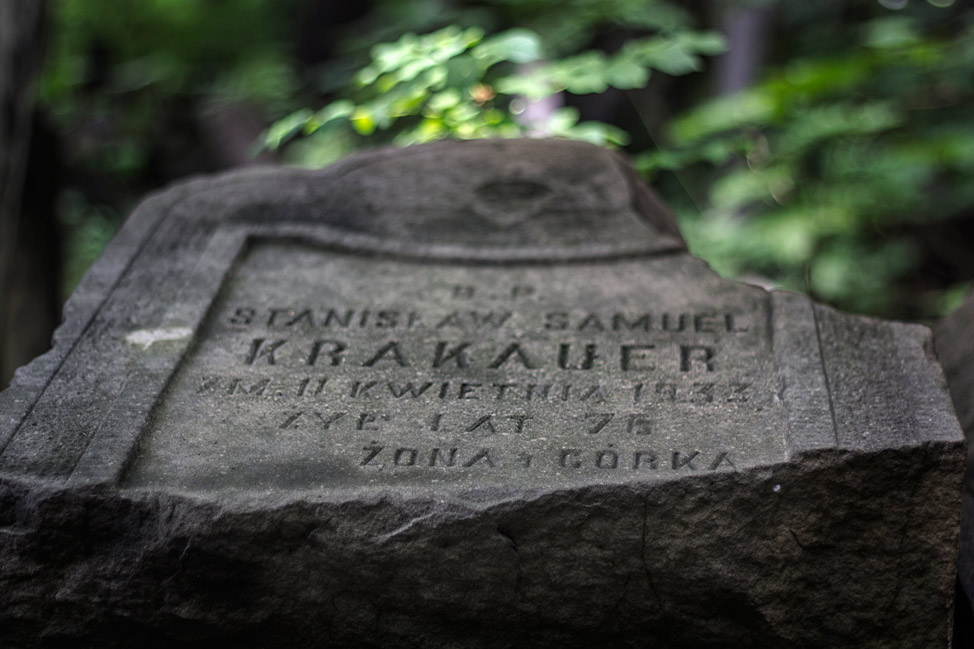 Ś. P.
STANISŁAW SAMUEL
KRAKAUER
ZM. 11 KWIETNIA 1933.
ŻYŁ LAT 76
ŻONA I CÓRKA